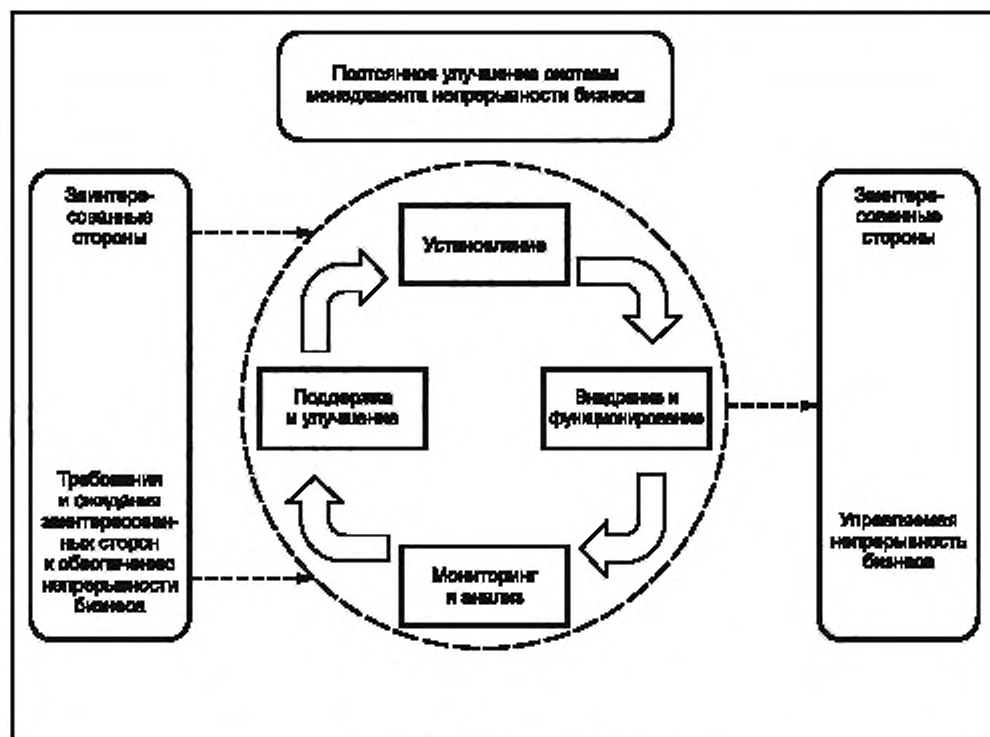 Постоянное улучшение системы
менеджмента непрерывности бизнеса
Заинтере-
сованные
стороны
Требования
и ожидания
заинтересован-
ных сторон
к обеспечению
непрерывности
бизнеса
Установление
Поддержка
и улучшение
Внедрение и
функционирование
Мониторинг
и анализ
Заинтере-
сованные
стороны
Управляемая
непрерывность
бизнеса